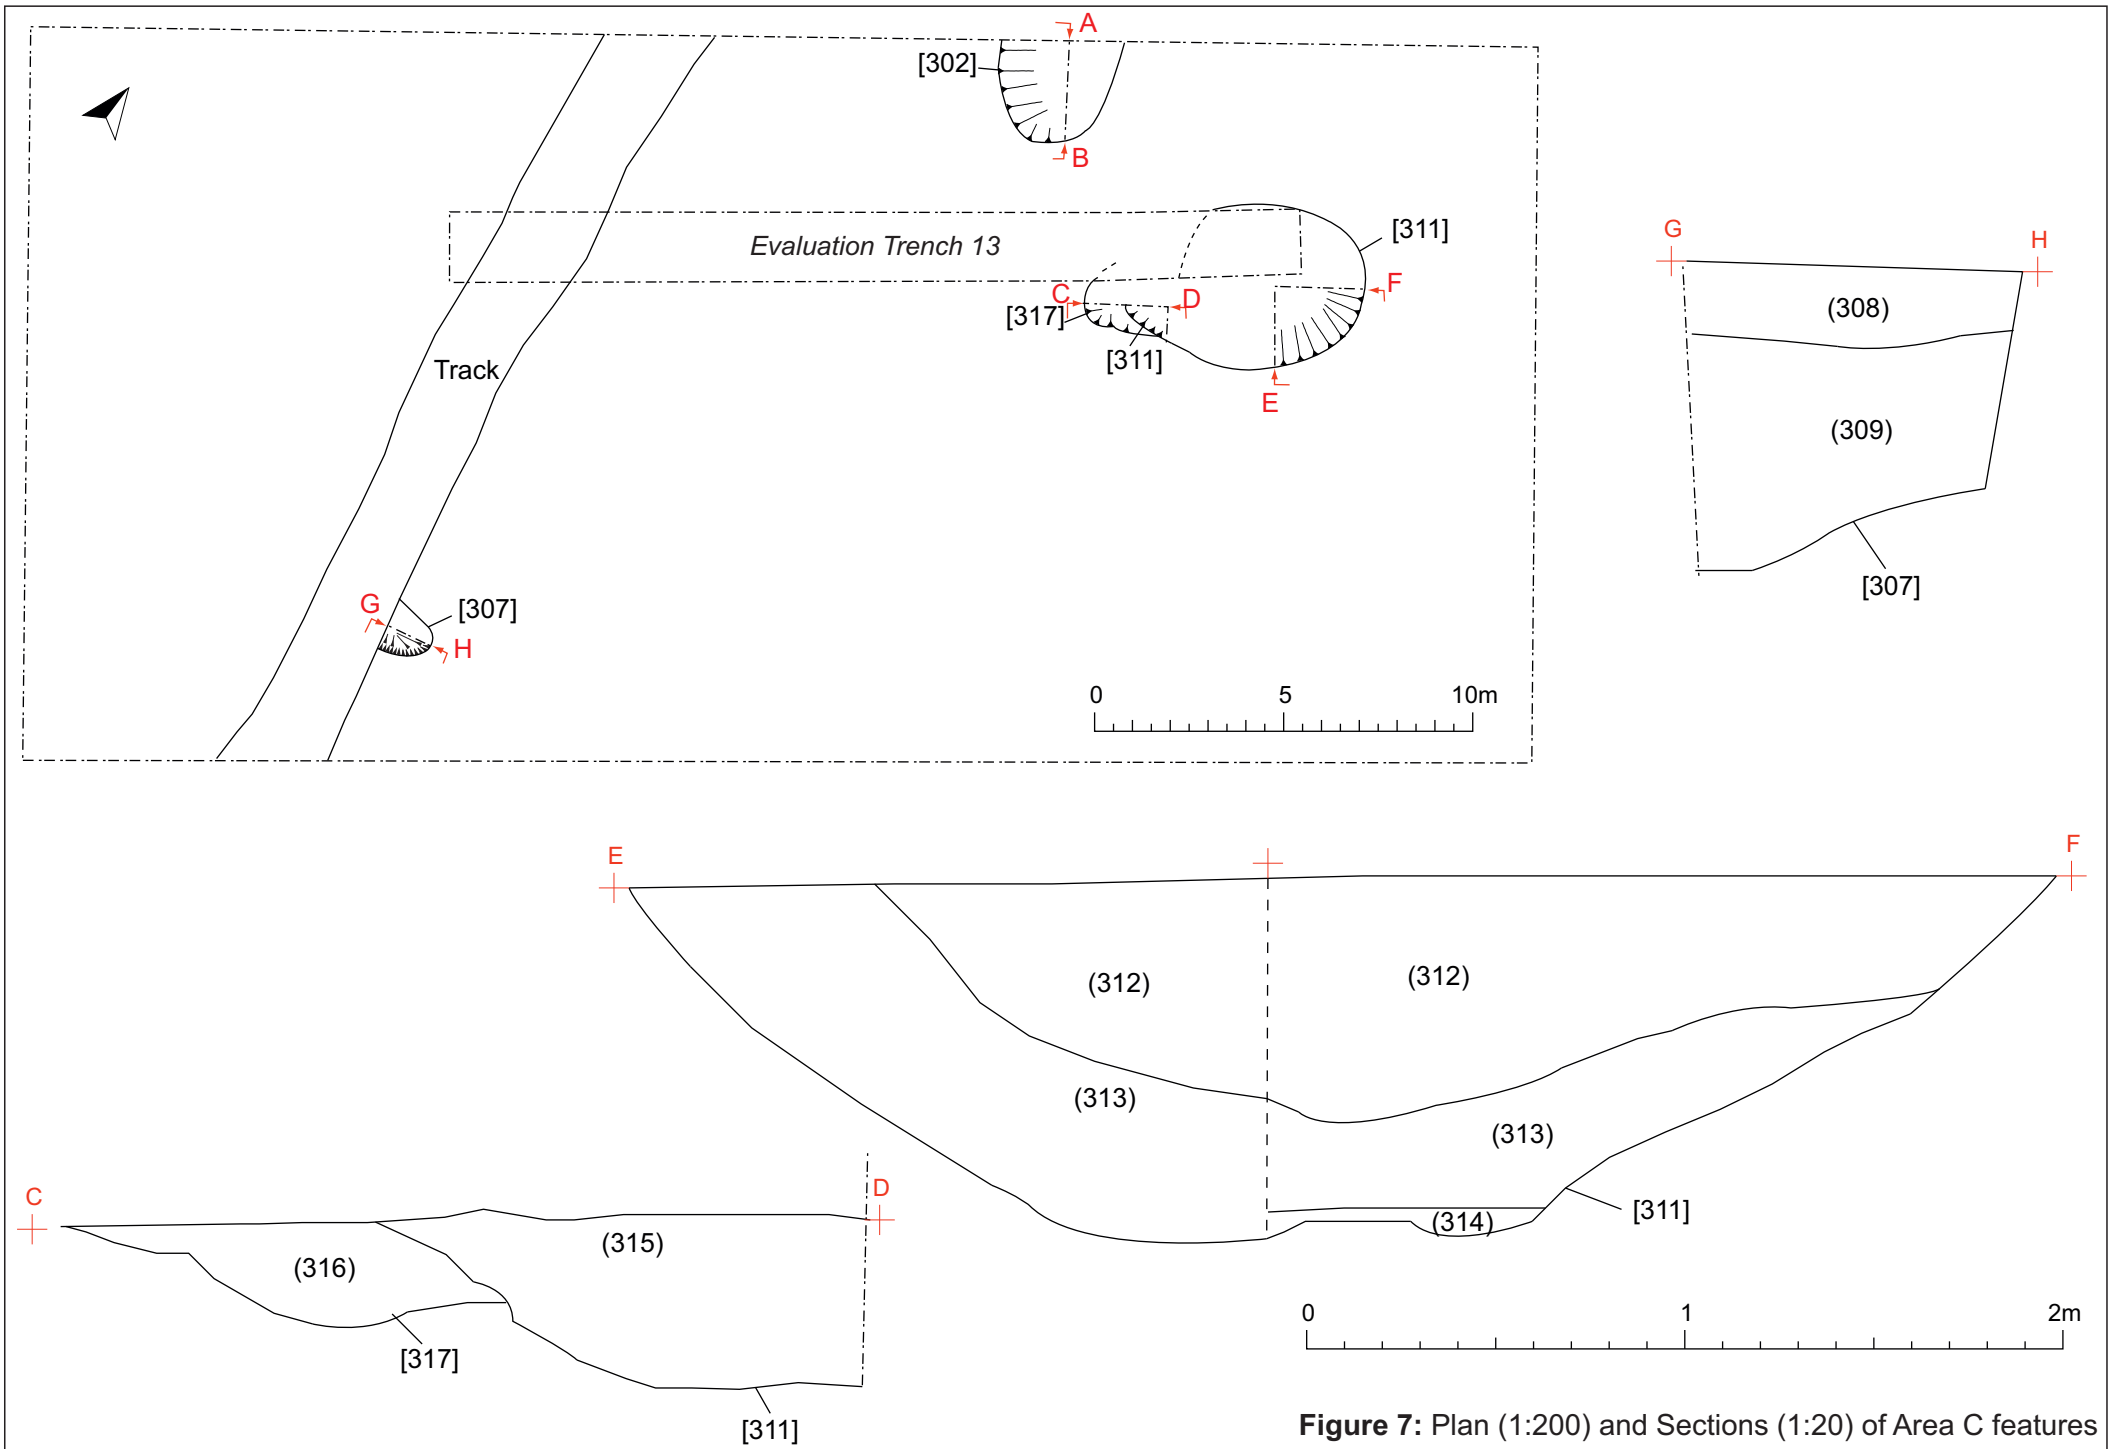 A
[302]
B
Evaluation Trench 13
[311]
C
D
F
[317]
[311]
E
Track
G
[307]
H
0 5 10m
G
H
(308)
(309)
[307]
E
F
(312)
(312)
(313)
(313)
(314)
[311]
C
D
(316)
(315)
[317]
[311]
0 1 2m
Figure 7: Plan (1:200) and Sections (1:20) of Area C features